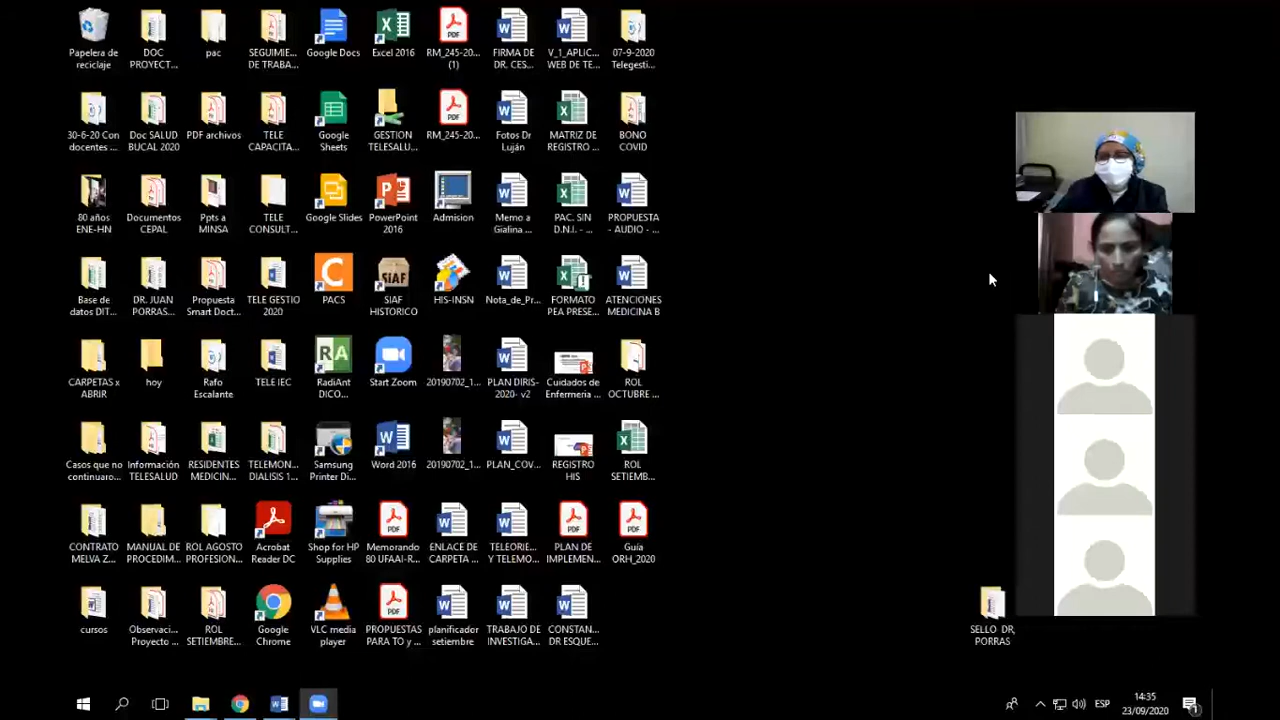 Papelera de
reciclaje
DOC
PROYECT...
pac
SEGUIMIE...
DE TRABA...
Google Docs
Excel 2016
RM_245-20...
(1)
FIRMA DE
DR. CES...
V_1_APLIC...
WEB DE TE...
07-9-2020
Telegesti...
30-6-20 Con
docentes ...
Doc SALUD
BUCAL 2020
PDF archivos
TELE
CAPACITA...
Google
Sheets
GESTION
TELESALU...
RM_245-20...
Fotos Dr
Luján
MATRIZ DE
REGISTRO ...
BONO
COVID
80 años
ENE-HN
Documentos
CEPAL
Ppts a
MINSA
TELE
CONSULT...
Google Slides
PowerPoint
2016
Admision
Memo a
Gialina ...
PAC. SIN
D.N.I. - ...
PROPUESTA
- AUDIO - ...
Base de
datos DIT...
DR. JUAN
PORRAS...
Propuesta
Smart Doct...
TELE GESTIO
2020
PACS
SIAF
HISTORICO
HIS-INSN
Nota_de_Pr...
FORMATO
PEA PRESE...
ATENCIONES
MEDICINA B
CARPETAS x
ABRIR
hoy
Rafo
Escalante
TELE IEC
RadiAnt
DICO...
Start Zoom
20190702_1...
PLAN DIRIS-
2020- v2
Cuidados de
Enfermería ...
ROL
OCTUBRE ...
Casos que no
continuaro...
Información
TELESALUD
RESIDENTES
MEDICIN...
TELEMON...
DIALISIS 1...
Samsung
Printer Di...
Word 2016
20190702_1...
PLAN_COV...
REGISTRO
HIS
ROL
SETIEMB...
CONTRATO
MELVA Z...
MANUAL DE
PROCEDIM...
ROL AGOSTO
PROFESION...
Acrobat
Reader DC
Shop for HP
Supplies
Memorando
80 UFAAI-R...
ENLACE DE
CARPETA ...
TELEORIE...
Y TELEMO...
PLAN DE
IMPLEMEN...
Guía
ORH_2020
cursos
Observaci...
Proyecto ...
ROL
SETIEMBRE...
Google
Chrome
VLC media
player
PROPUESTAS
PARA TO y ...
planificador
setiembre
TRABAJO DE
INVESTIGA...
CONSTAN...
DR ESQUE...
SELLO DR.
PORRAS
ESP
14:35
23/09/2020